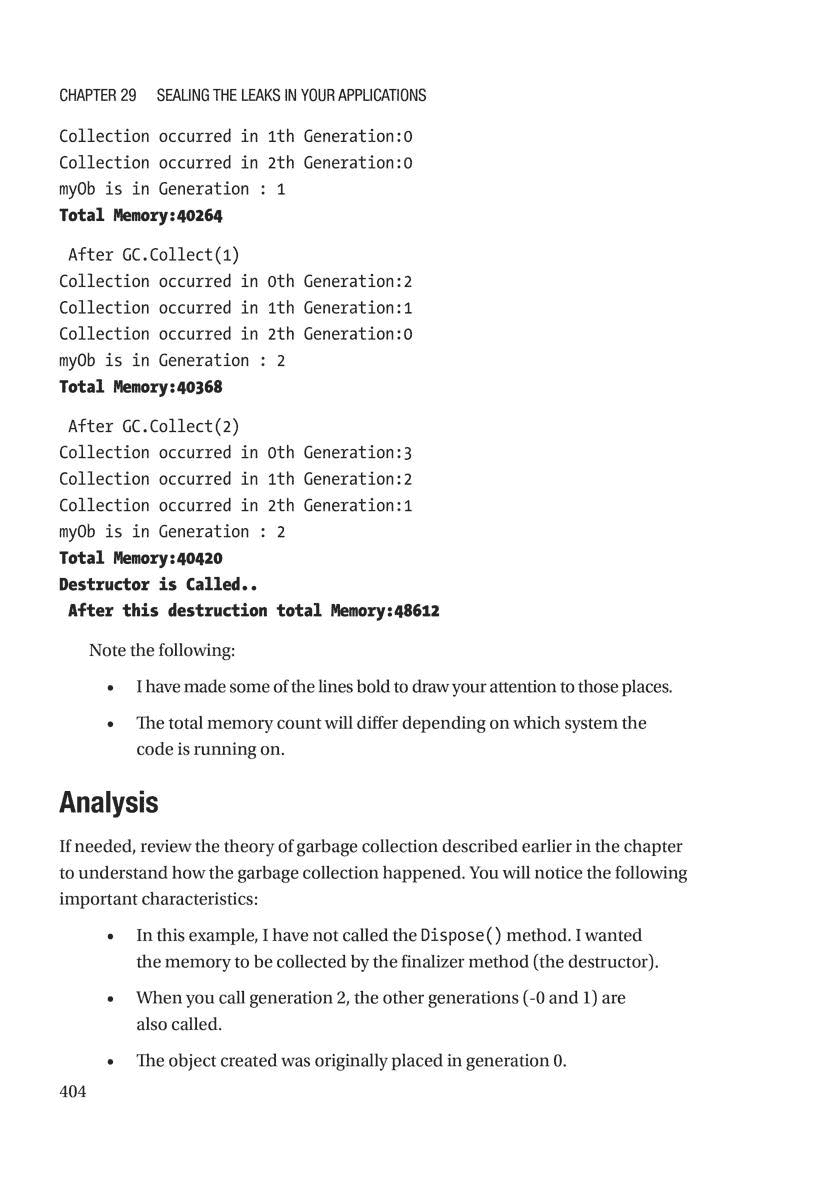 CHAPTER 29 SEALING THE LEAKS IN YOUR APPLICATIONS
Collection occurred in 1th Generation:0
Collection occurred in 2th Generation:0
myOb is in Generation : 1
Total Memory:40264
After GC.Collect(1)
Collection occurred in 0th Generation:2
Collection occurred in 1th Generation:1
Collection occurred in 2th Generation:0
myOb is in Generation : 2
Total Memory:40368
After GC.Collect(2)
Collection occurred in 0th Generation:3
Collection occurred in 1th Generation:2
Collection occurred in 2th Generation:1
myOb is in Generation : 2
Total Memory:40420
Destructor is Called..
After this destruction total Memory:48612
Note the following:
• I have made some of the lines bold to draw your attention to those places.
• The total memory count will differ depending on which system the
code is running on.
Analysis
If needed, review the theory of garbage collection described earlier in the chapter
to understand how the garbage collection happened. You will notice the following
important characteristics:
• In this example, I have not called the Dispose() method. I wanted
the memory to be collected by the finalizer method (the destructor).
• When you call generation 2, the other generations (-0 and 1) are
also called.
• The object created was originally placed in generation 0.
404